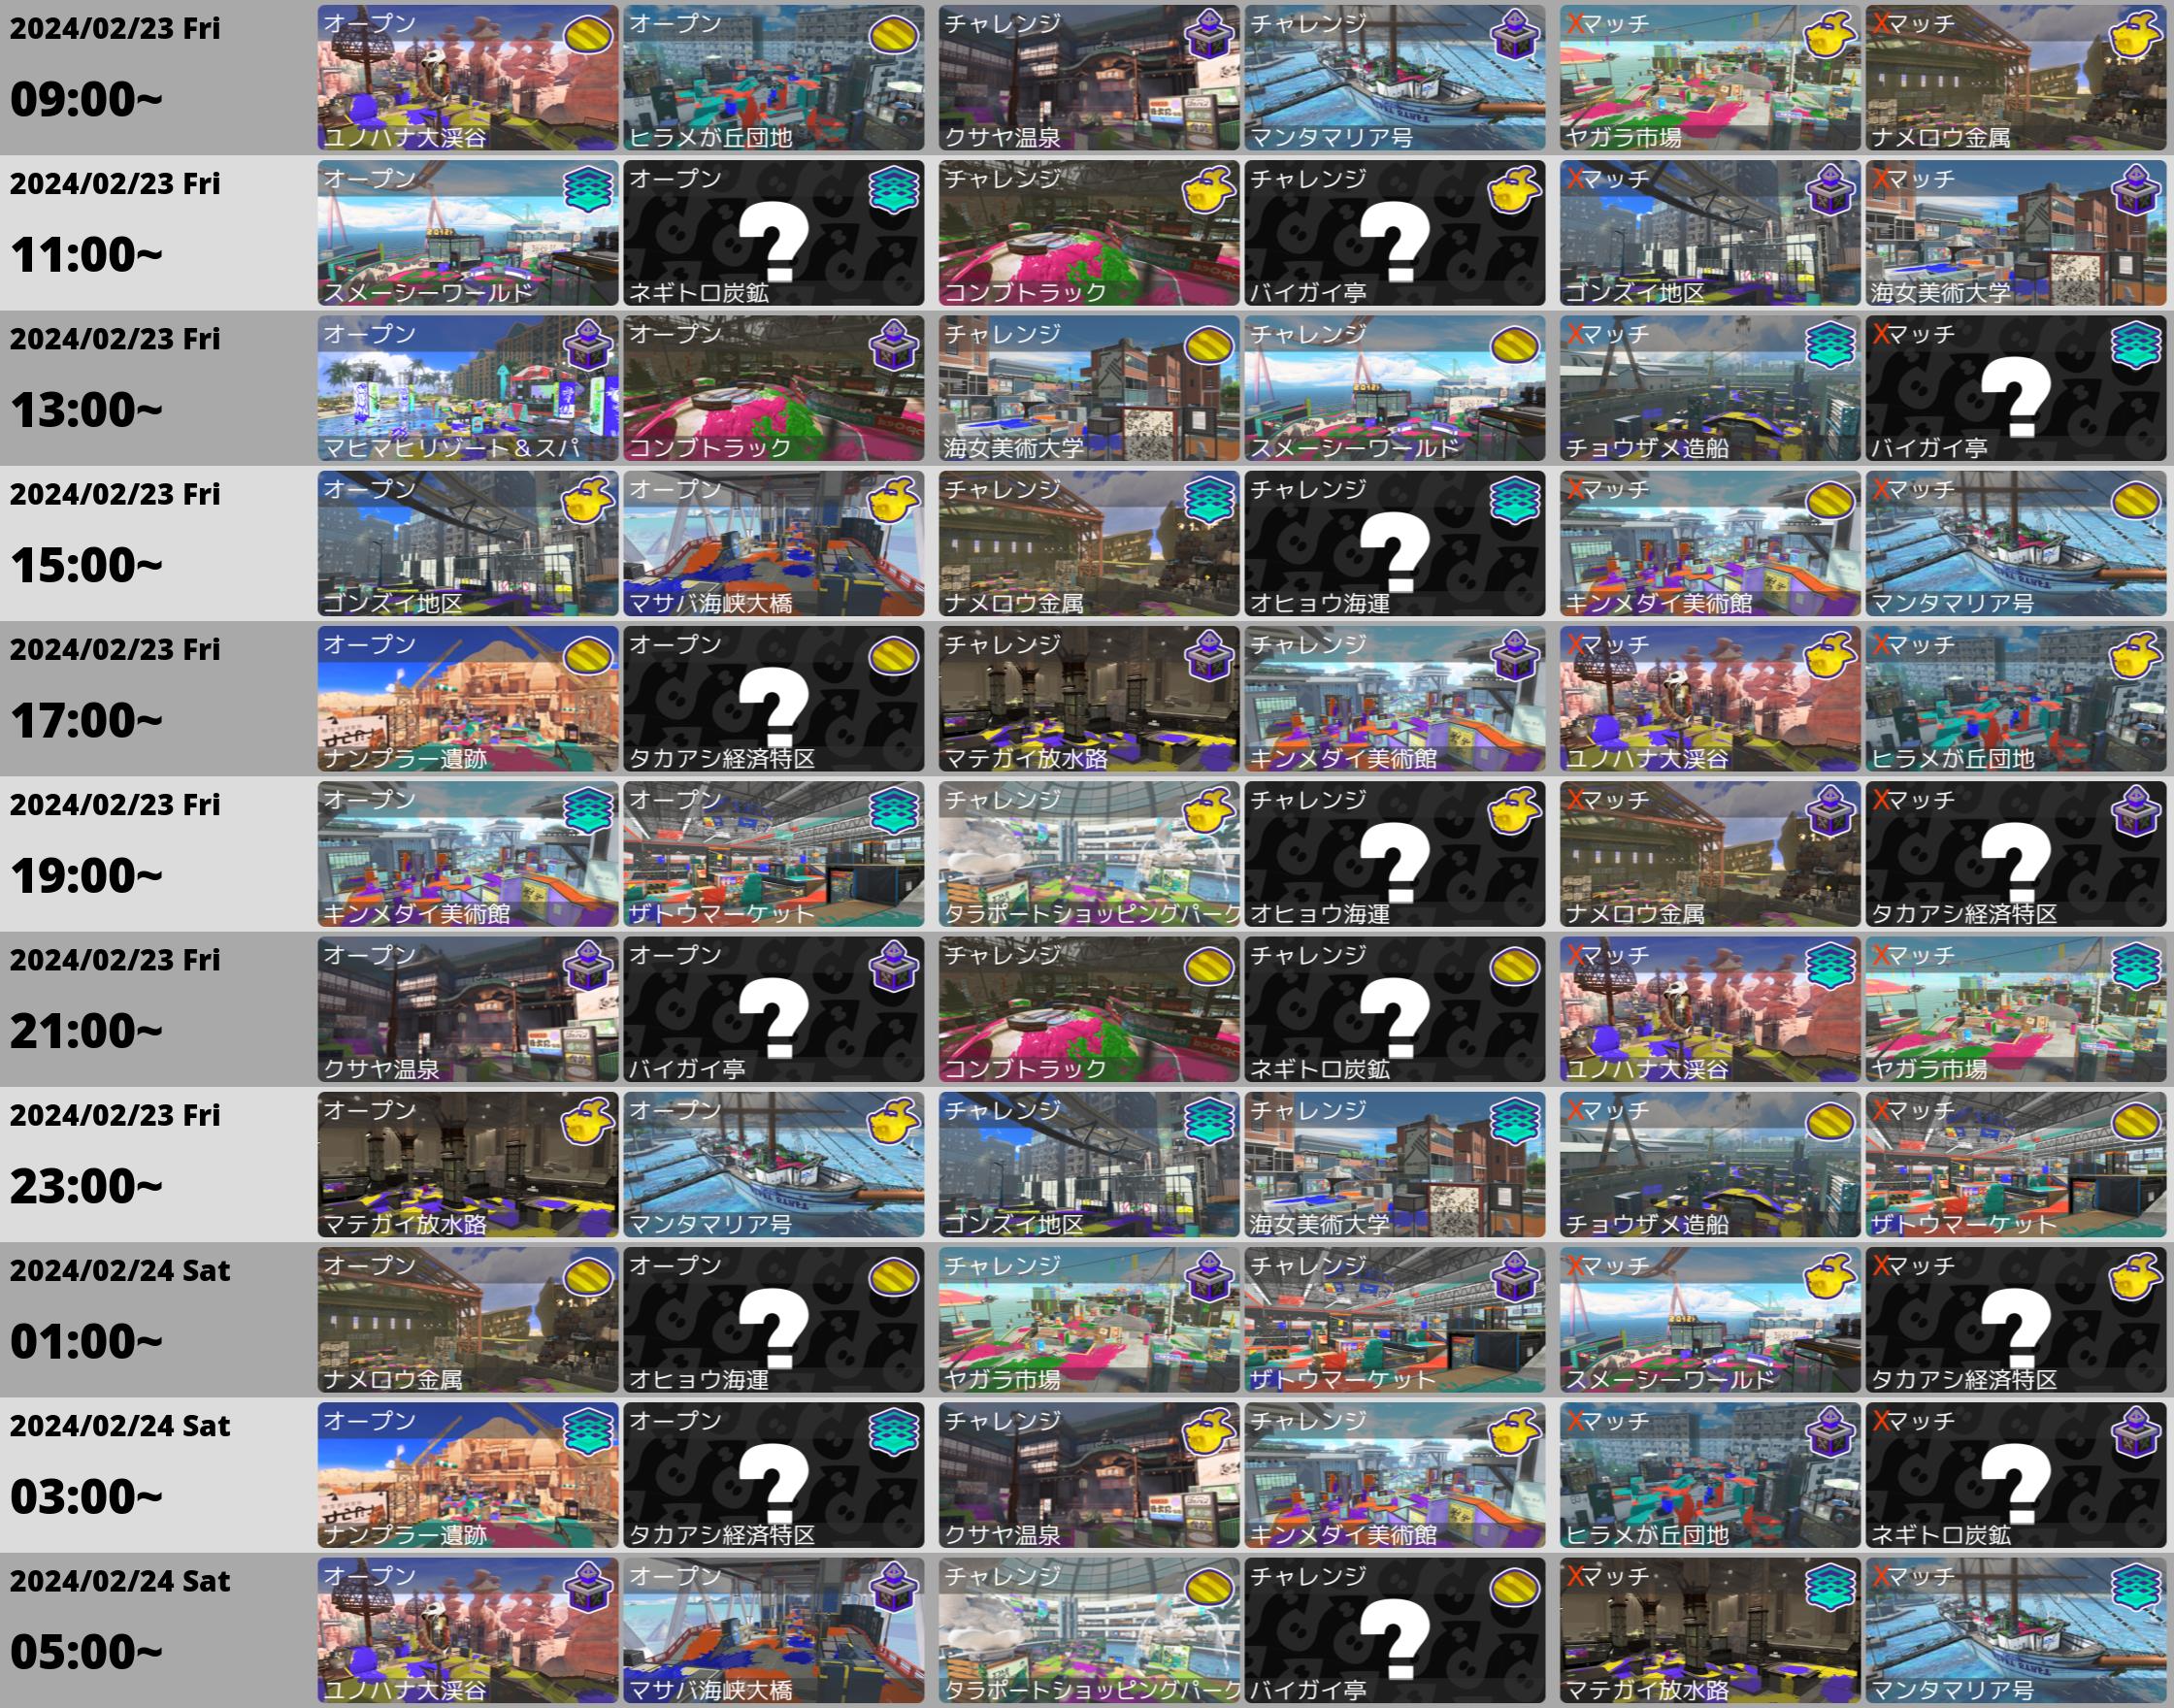 2024/02/23 Fri
09:00~
オープン
ユノハナ大渓谷
オープン
ヒラメが丘団地
チャレンジ
クサヤ温泉
チャレンジ
マンタマリア号
Xマッチ
ヤガラ市場
Xマッチ
ナメロウ金属
2024/02/23 Fri
11:00~
オープン
スメーシーワールド
オープン
?
ネギトロ炭鉱
チャレンジ
コンブトラック
チャレンジ
?
バイガイ亭
Xマッチ
ゴンズイ地区
Xマッチ
海女美術大学
2024/02/23 Fri
13:00~
オープン
マヒマヒリゾート&スパ
オープン
コンブトラック
チャレンジ
海女美術大学
チャレンジ
スメーシーワールド
Xマッチ
チョウザメ造船
Xマッチ
?
バイガイ亭
2024/02/23 Fri
15:00~
オープン
ゴンズイ地区
オープン
マサバ海峡大橋
チャレンジ
ナメロウ金属
チャレンジ
?
オヒョウ海運
Xマッチ
キンメダイ美術館
Xマッチ
マンタマリア号
2024/02/23 Fri
17:00~
オープン
ナンプラー遺跡
オープン
?
タカアシ経済特区
チャレンジ
マテガイ放水路
チャレンジ
キンメダイ美術館
Xマッチ
ユノハナ大渓谷
Xマッチ
ヒラメが丘団地
2024/02/23 Fri
19:00~
オープン
キンメダイ美術館
オープン
ザトウマーケット
チャレンジ
タラポートショッピングパーク
チャレンジ
?
オヒョウ海運
Xマッチ
ナメロウ金属
Xマッチ
?
タカアシ経済特区
2024/02/23 Fri
21:00~
オープン
クサヤ温泉
オープン
?
バイガイ亭
チャレンジ
コンブトラック
チャレンジ
?
ネギトロ炭鉱
Xマッチ
ユノハナ大渓谷
Xマッチ
ヤガラ市場
2024/02/23 Fri
23:00~
オープン
マテガイ放水路
オープン
マンタマリア号
チャレンジ
ゴンズイ地区
チャレンジ
海女美術大学
Xマッチ
チョウザメ造船
Xマッチ
ザトウマーケット
2024/02/24 Sat
01:00~
オープン
ナメロウ金属
オープン
?
オヒョウ海運
チャレンジ
ヤガラ市場
チャレンジ
ザトウマーケット
Xマッチ
スメーシーワールド
Xマッチ
?
タカアシ経済特区
2024/02/24 Sat
03:00~
オープン
ナンプラー遺跡
オープン
?
タカアシ経済特区
チャレンジ
クサヤ温泉
チャレンジ
キンメダイ美術館
Xマッチ
ヒラメが丘団地
Xマッチ
?
ネギトロ炭鉱
2024/02/24 Sat
05:00~
オープン
ユノハナ大渓谷
オープン
マサバ海峡大橋
チャレンジ
タラポートショッピングパーク
チャレンジ
?
バイガイ亭
Xマッチ
マテガイ放水路
Xマッチ
マンタマリア号